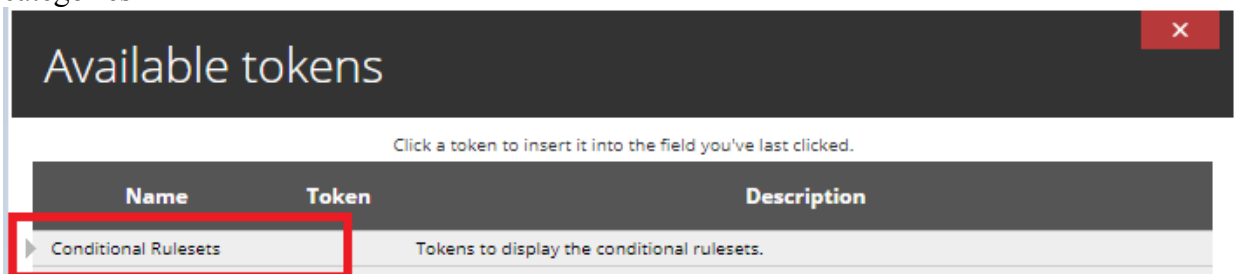 Available tokens
×
Click a token to insert it into the field you've last clicked.
Name Token Description
Conditional Rulesets Tokens to display the conditional rulesets.